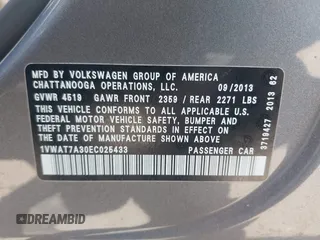 MFD. BY VOLKSWAGEN GROUP OF AMERICA
CHATTANOOGA OPERATIONS, LLC. 09/2013
GVWR 4519 GAWR FRONT 2359 / REAR 2271 LBS
THIS VEHICLE CONFORMS TO ALL APPLICABLE U.S.
FEDERAL MOTOR VEHICLE SAFETY, BUMPER AND
THEFT PREVENTION STANDARDS IN EFFECT ON
THE DATE OF MANUFACTURE SHOWN ABOVE.
1VWAT7A30EC025433 PASSENGER CAR
3719427 2013 62
DREAMBID